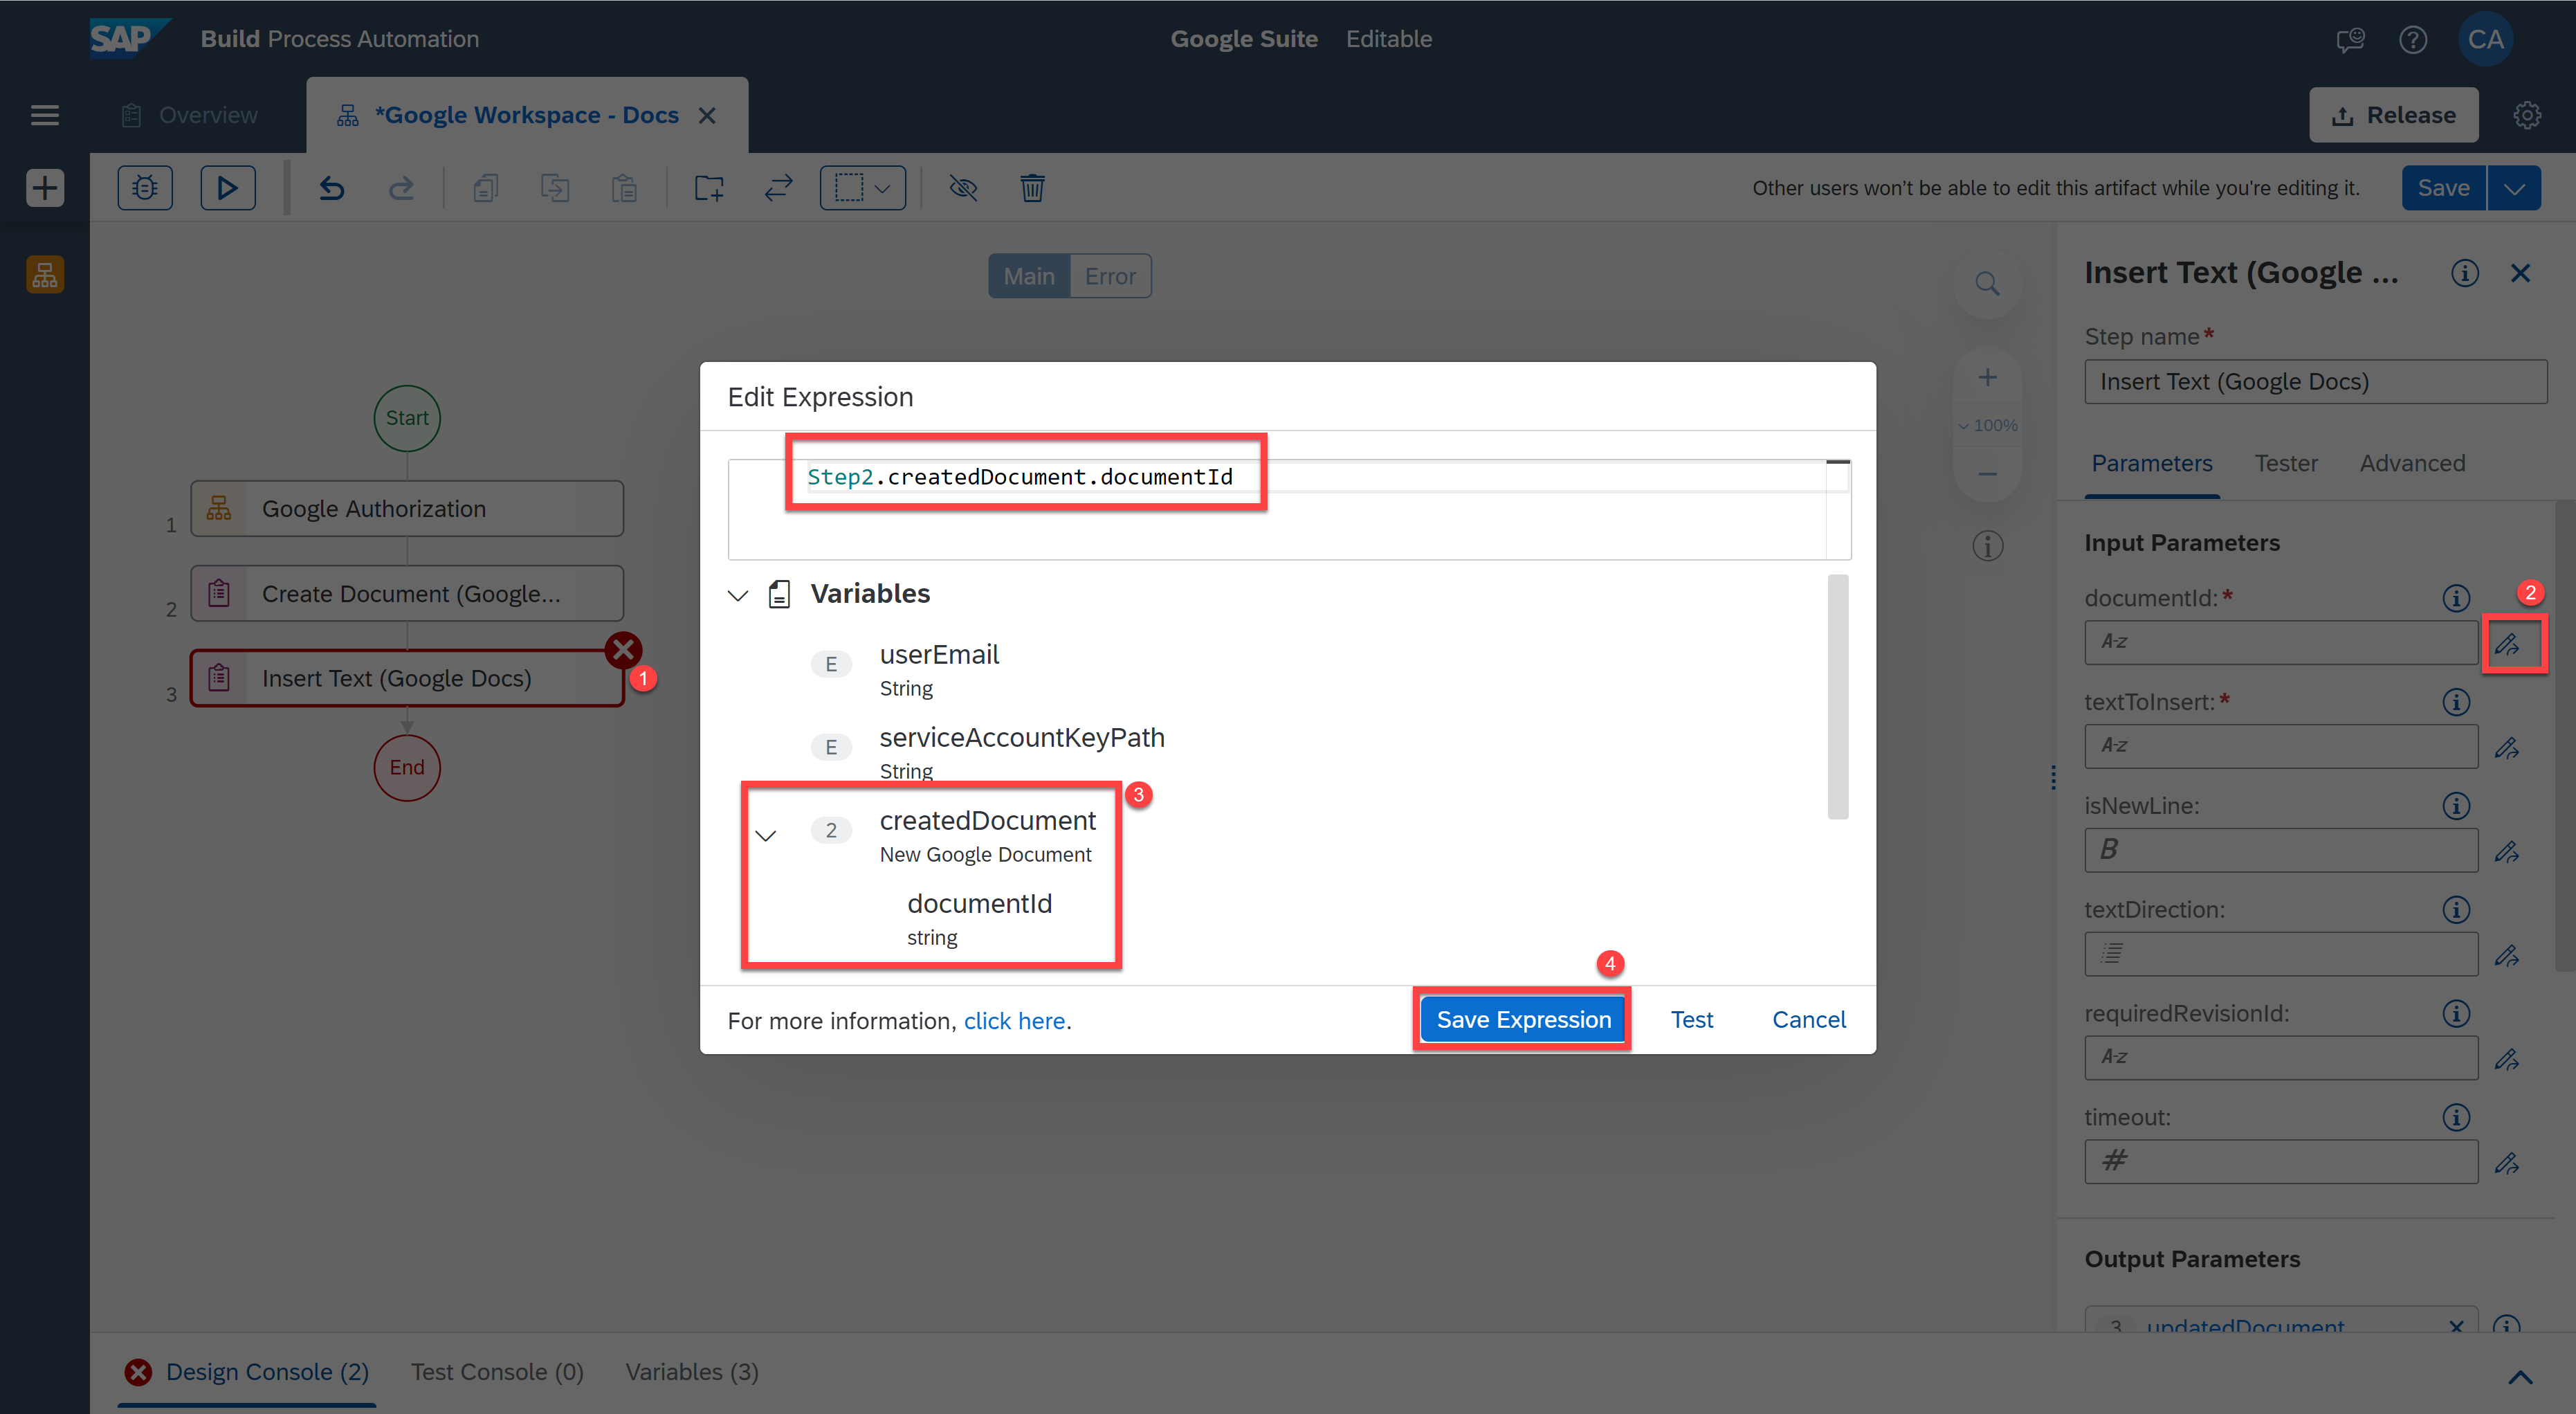 SAP Build Process Automation
Google Suite Editable
CA
Overview
*Google Workspace - Docs
Release
Other users won't be able to edit this artifact while you're editing it.
Save
Main Error
100%
Start
1 Google Authorization
2 Create Document (Google...
3 Insert Text (Google Docs)
1
End
Edit Expression
Step2.createdDocument.documentId
Variables
E userEmail
String
E serviceAccountKeyPath
String
3
2 createdDocument
New Google Document
documentId
string
4
For more information, click here.
Save Expression Test Cancel
Insert Text (Google ...
Step name*
Insert Text (Google Docs)
Parameters Tester Advanced
Input Parameters
documentId:*
2
A-z
textToInsert:*
A-z
isNewLine:
B
textDirection:
requiredRevisionId:
A-z
timeout:
#
Output Parameters
3 updatedDocument
Design Console (2) Test Console (0) Variables (3)